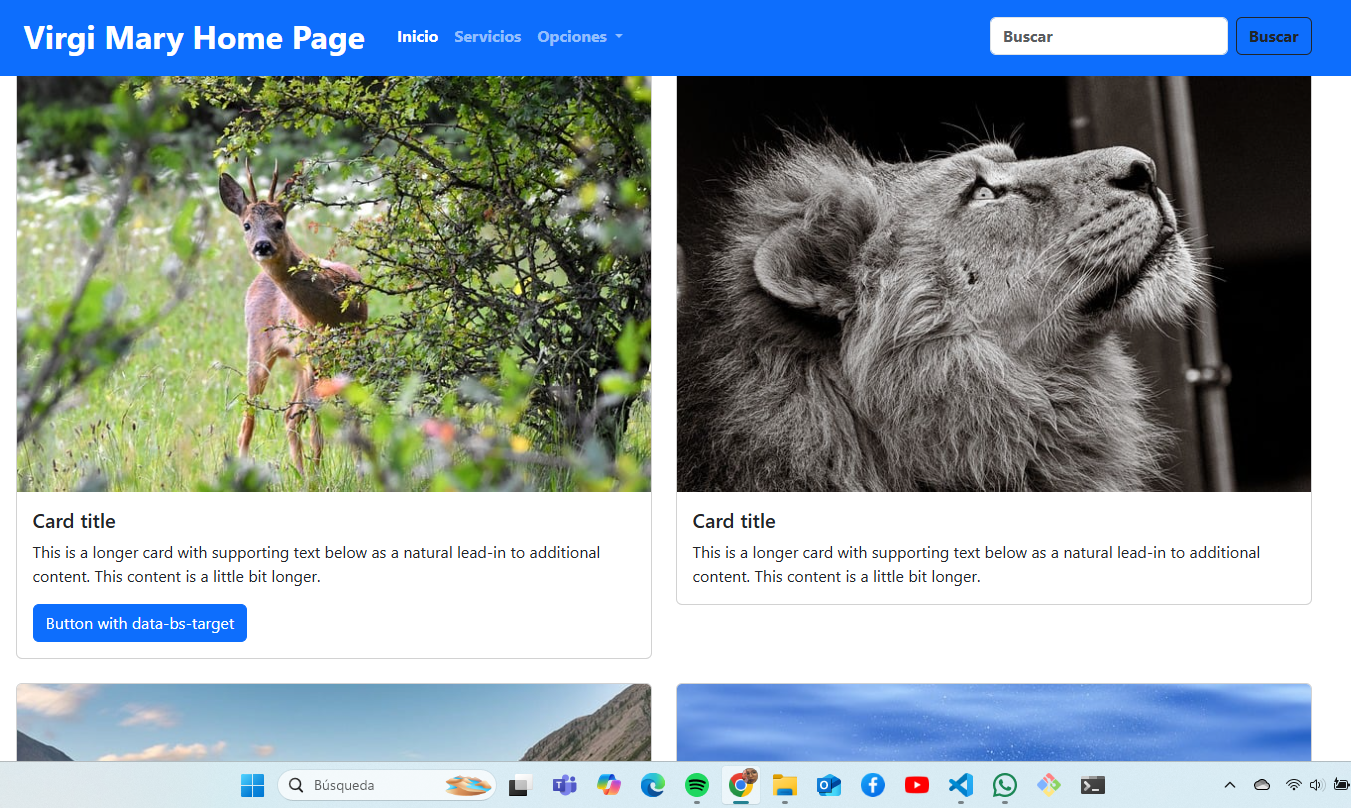 Virgi Mary Home Page
Inicio
Servicios
Opciones
Buscar
Buscar
Card title
This is a longer card with supporting text below as a natural lead-in to additional
content. This content is a little bit longer.
Button with data-bs-target
Card title
This is a longer card with supporting text below as a natural lead-in to additional
content. This content is a little bit longer.
Búsqueda